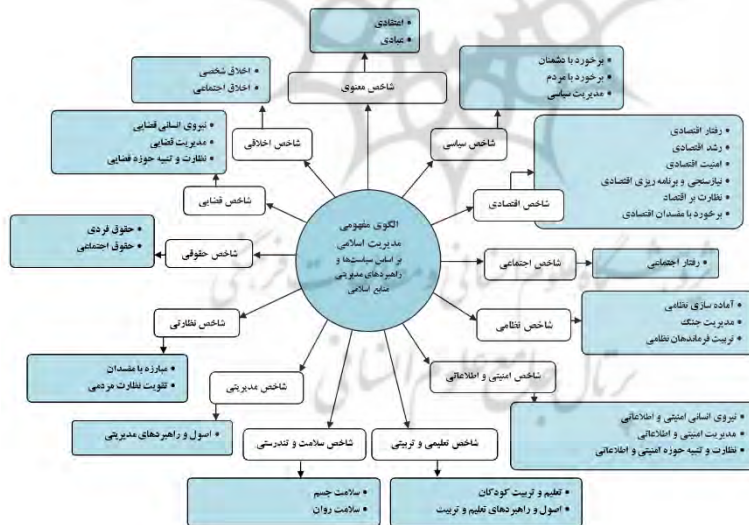 • اعتقادی
• عبادی
شاخص معنوی
• برخورد با دشمنان
• برخورد با مردم
• مدیریت سیاسی
شاخص سیاسی
• رفتار اقتصادی
• رشد اقتصادی
• امنیت اقتصادی
• نیازسنجی و برنامه ریزی اقتصادی
• نظارت بر اقتصاد
• برخورد با مفسدان اقتصادی
شاخص اقتصادی
• رفتار اجتماعی
شاخص اجتماعی
• آماده سازی نظامی
• مدیریت جنگ
• تربیت فرماندهان نظامی
شاخص نظامی
شاخص امنیتی و اطلاعاتی
• نیروی انسانی امنیتی و اطلاعاتی
• مدیریت امنیتی و اطلاعاتی
• نظارت و تنبیه حوزه امنیتی و اطلاعاتی
شاخص تعلیمی و تربیتی
• تعلیم و تربیت کودکان
• اصول و راهبردهای تعلیم و تربیت
شاخص سلامت و تندرستی
• سلامت جسم
• سلامت روان
شاخص مدیریتی
• اصول و راهبردهای مدیریتی
شاخص نظارتی
• مبارزه با مفسدان
• تقویت نظارت مردمی
شاخص حقوقی
• حقوق فردی
• حقوق اجتماعی
شاخص قضایی
• نیروی انسانی قضایی
• مدیریت قضایی
• نظارت و تنبیه حوزه قضایی
شاخص اخلاقی
• اخلاق شخصی
• اخلاق اجتماعی
الگوی مفهومی
مدیریت اسلامی
بر اساس سیاست‌ها و
راهبردهای مدیریتی
منابع اسلامی
پرتال جامع علوم انسانی